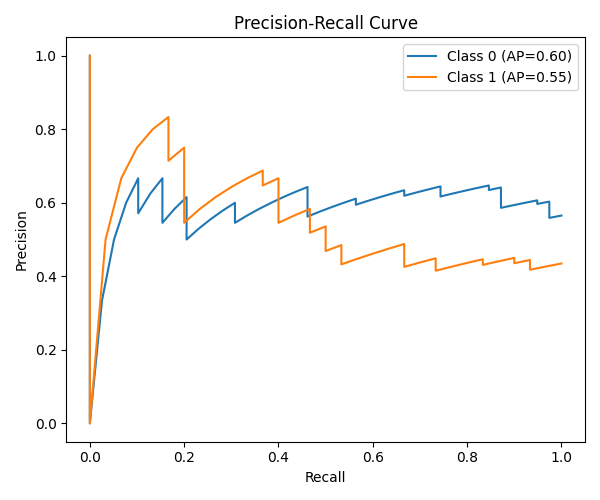 Precision-Recall Curve
Class 0 (AP=0.60)
Class 1 (AP=0.55)
Precision
1.0
0.8
0.6
0.4
0.2
0.0
0.0 0.2 0.4 0.6 0.8 1.0
Recall